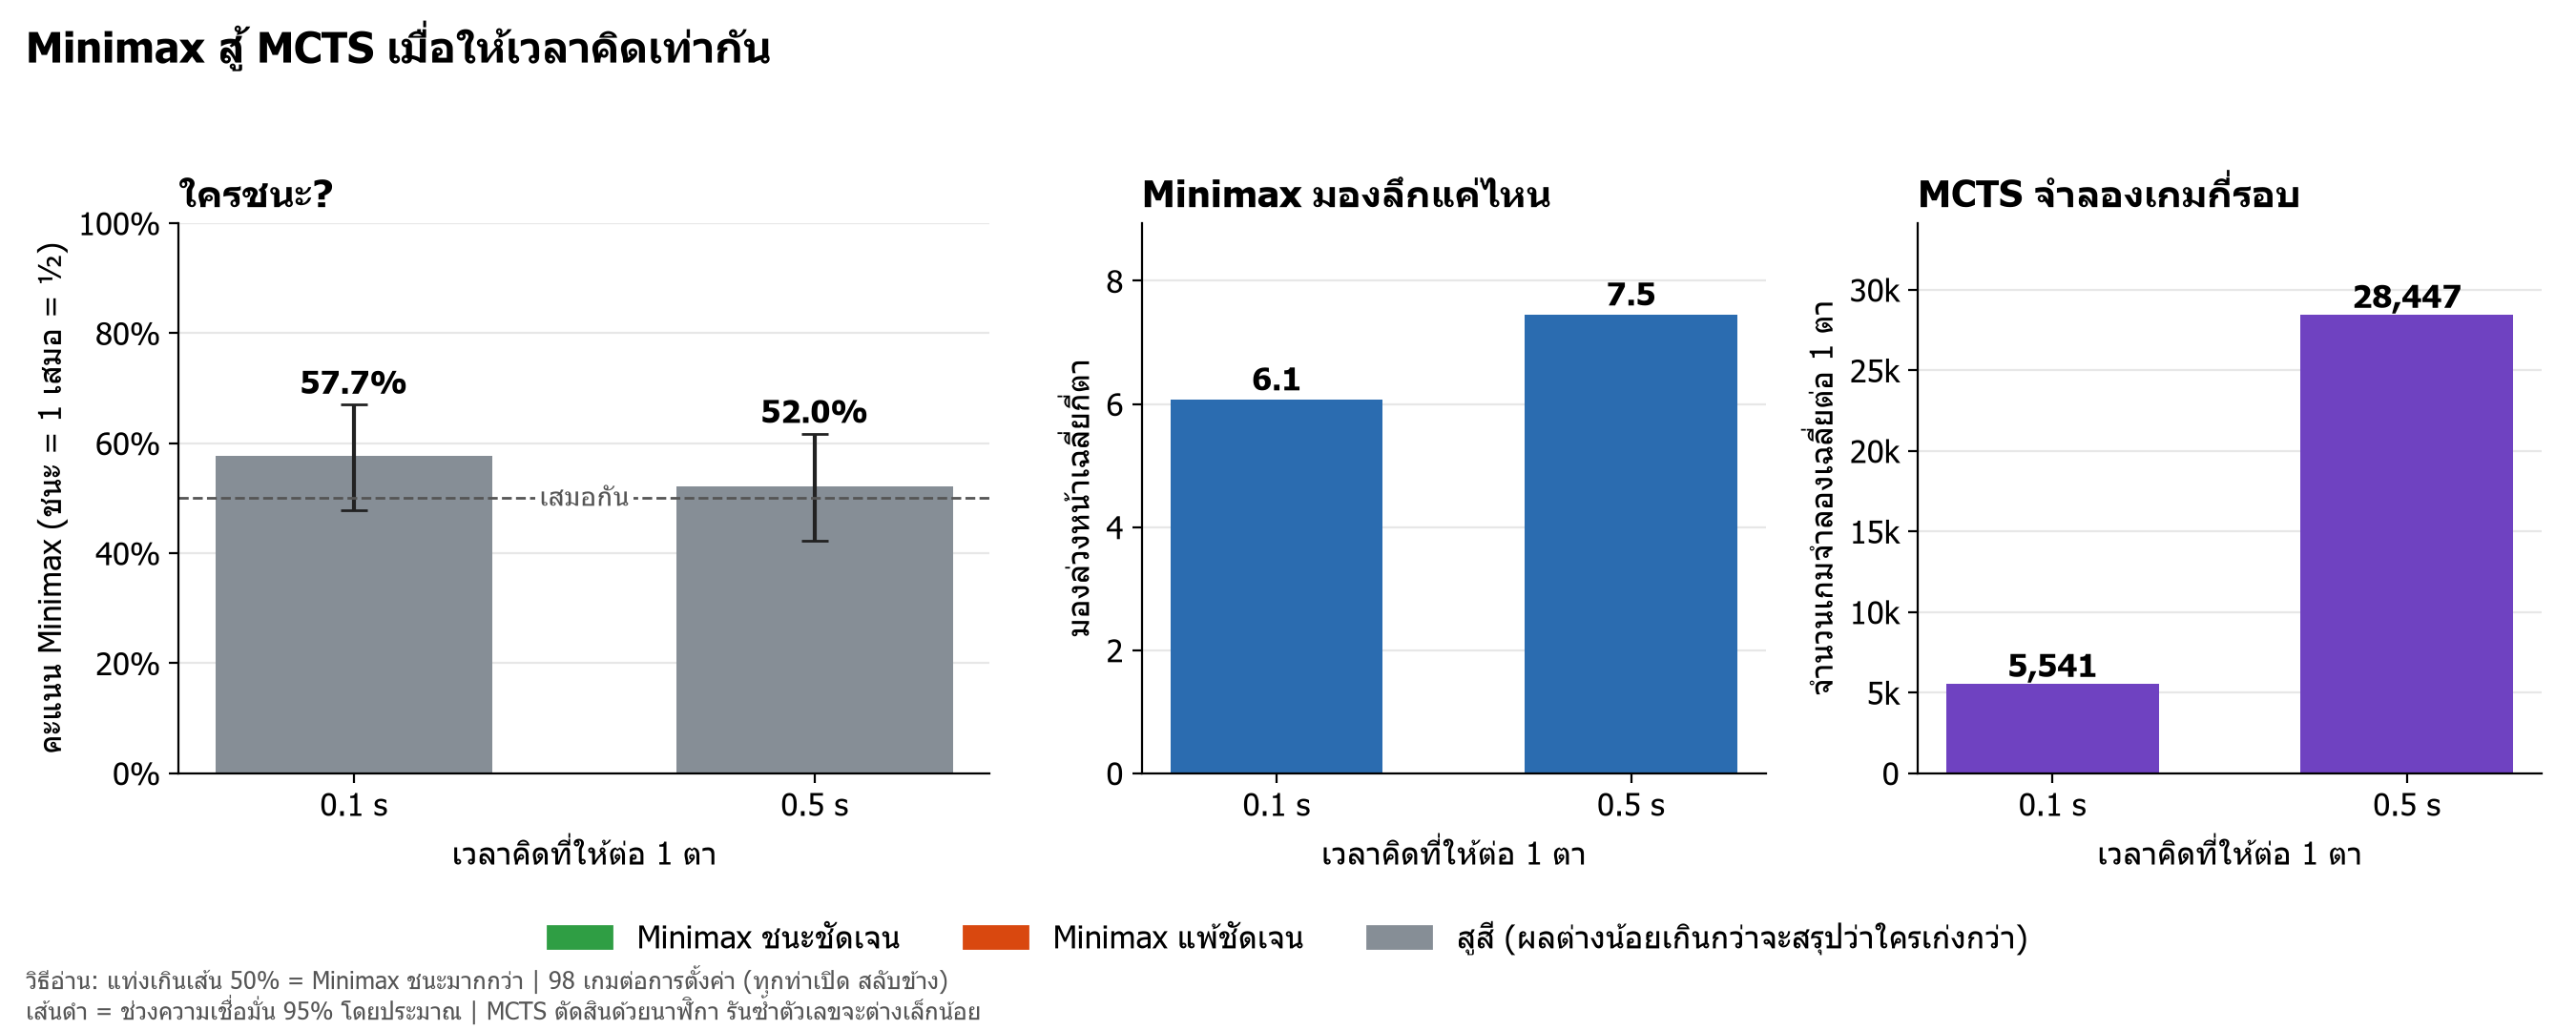 Minimax สู้ MCTS เมื่อให้เวลาคิดเท่ากัน
ใครชนะ?
คะแนน Minimax (ชนะ = 1 เสมอ = ½)
100%
80%
60%
40%
20%
0%
57.7%
52.0%
เสมอกัน
0.1 s
0.5 s
เวลาคิดที่ให้ต่อ 1 ตา
Minimax มองลึกแค่ไหน
มองล่วงหน้าเฉลี่ยกี่ตา
8
6
4
2
0
6.1
7.5
0.1 s
0.5 s
เวลาคิดที่ให้ต่อ 1 ตา
MCTS จำลองเกมกี่รอบ
จำนวนเกมจำลองเฉลี่ยต่อ 1 ตา
30k
25k
20k
15k
10k
5k
0
5,541
28,447
0.1 s
0.5 s
เวลาคิดที่ให้ต่อ 1 ตา
Minimax ชนะชัดเจน
Minimax แพ้ชัดเจน
สูสี (ผลต่างน้อยเกินกว่าจะสรุปว่าใครเก่งกว่า)
วิธีอ่าน: แท่งเกินเส้น 50% = Minimax ชนะมากกว่า | 98 เกมต่อการตั้งค่า (ทุกท่าเปิด สลับข้าง)
เส้นดำ = ช่วงความเชื่อมั่น 95% โดยประมาณ | MCTS ตัดสินด้วยนาฬิกา รันซ้ำตัวเลขจะต่างเล็กน้อย